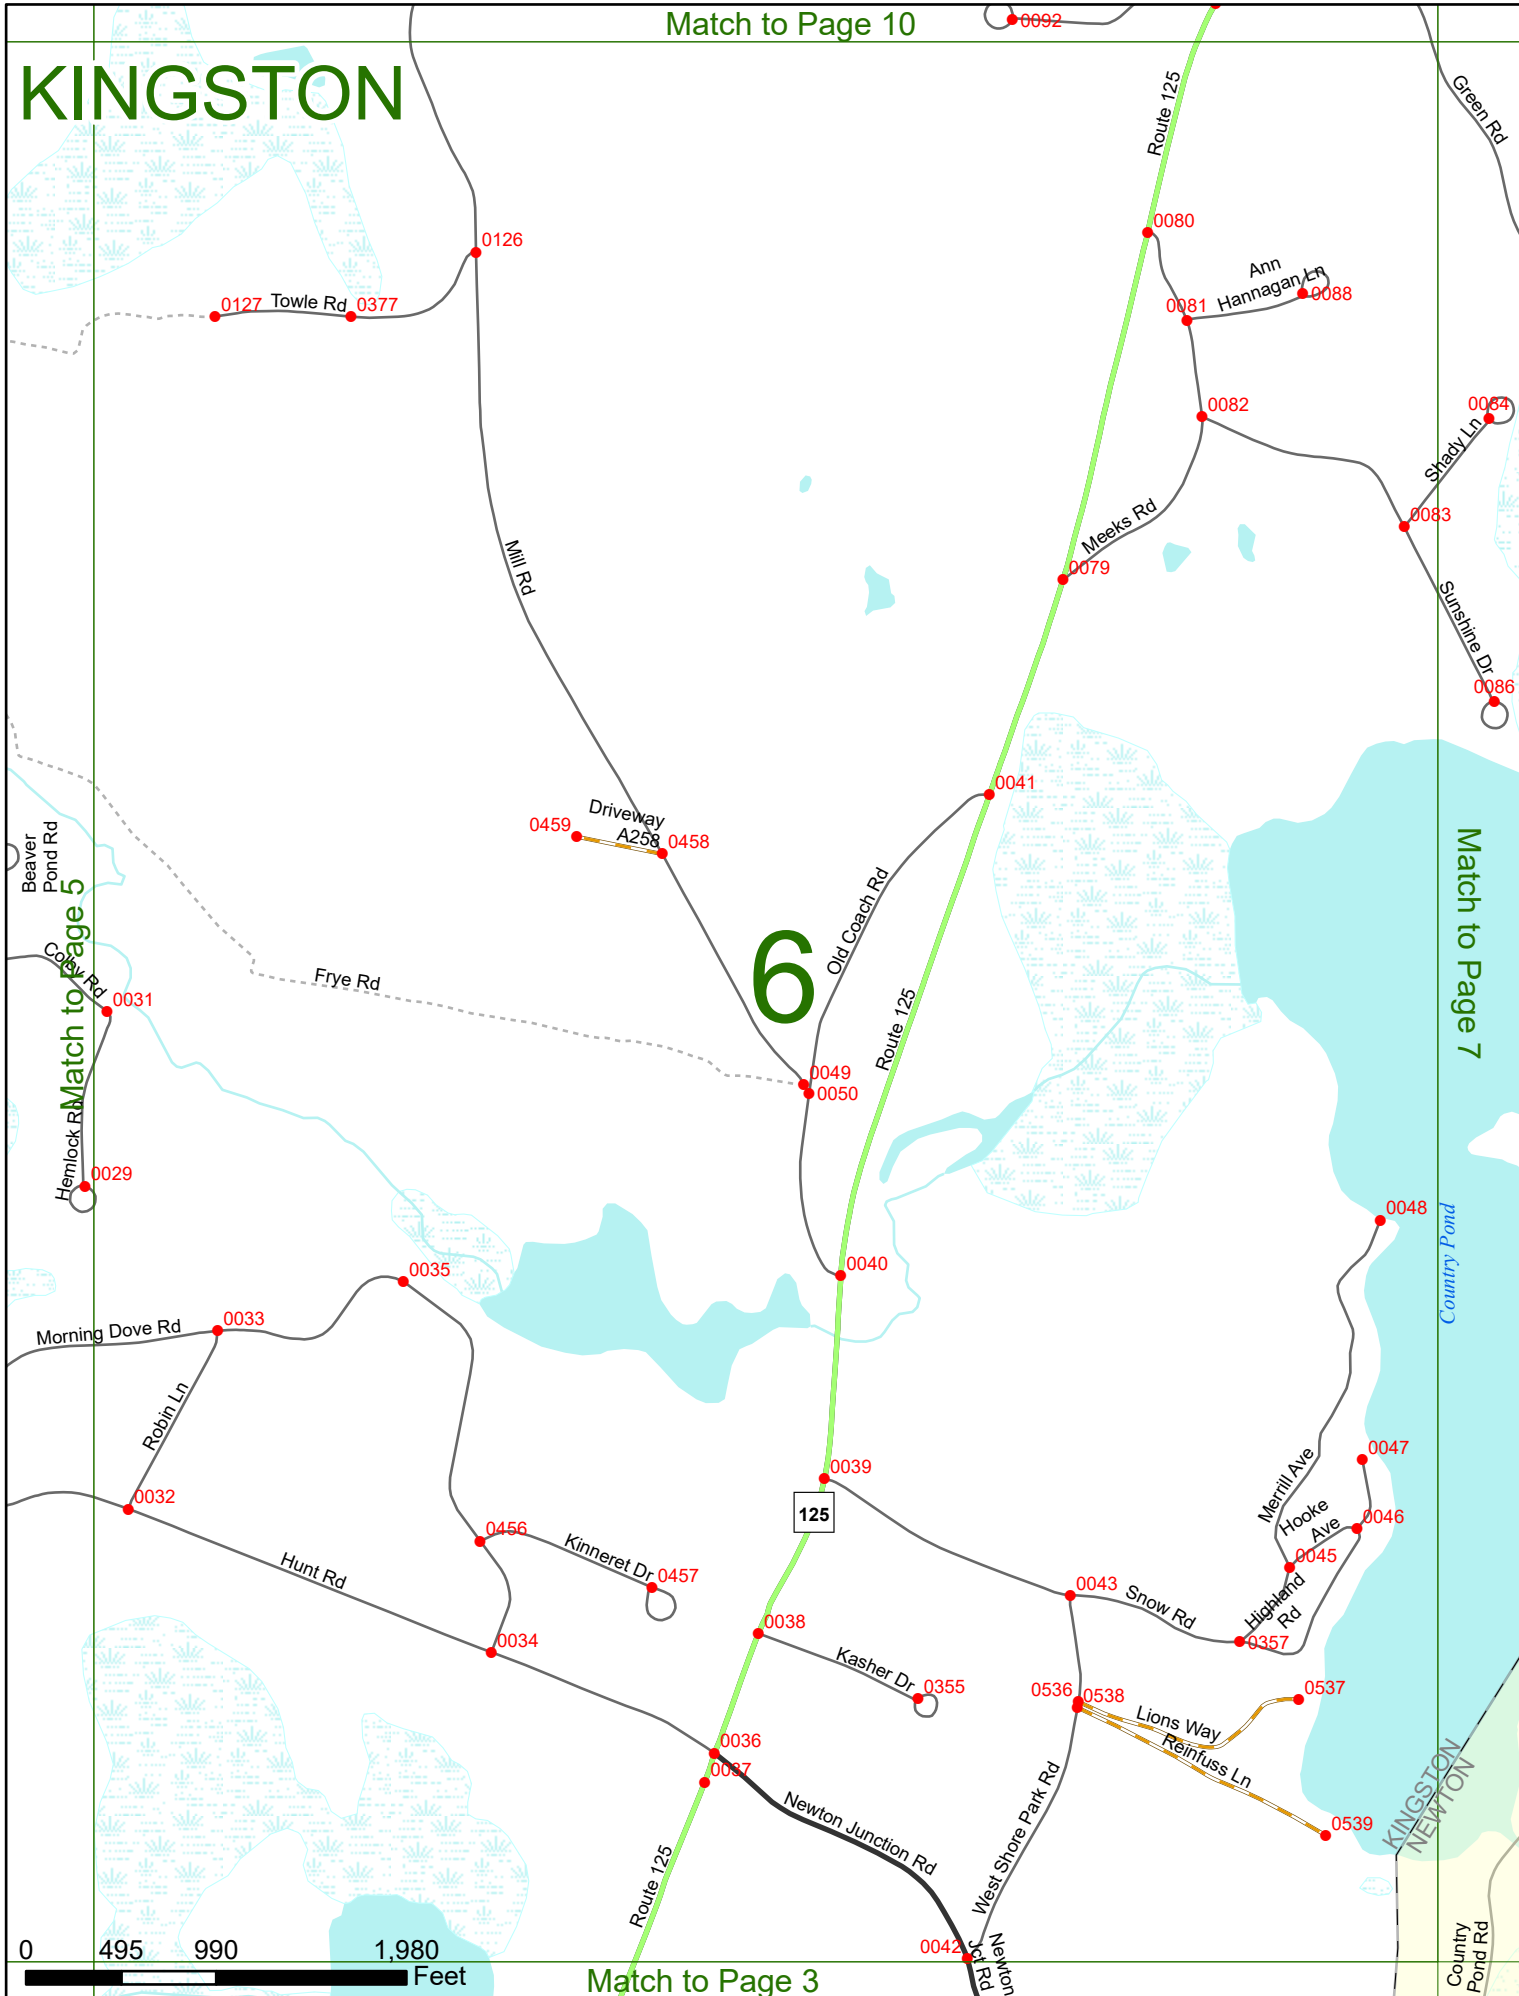 Match to Page 10
0092
KINGSTON
Green Rd
Route 125
0080
0126
Ann
Hannagan Ln
0088
0127
Towle Rd
0377
0081
0082
0084
Shady Ln
0083
Meeks Rd
0079
Mill Rd
Sunshine Dr
0086
0041
Driveway
A258
0459
0458
Beaver
Pond Rd
Match to Page 5
Match to Page 7
Old Coach Rd
6
Colby Rd
Frye Rd
0031
Route 125
0049
0050
Hemlock Rd
0029
0048
Country Pond
0035
0040
0033
Morning Dove Rd
Robin Ln
0047
0039
Merrill Ave
0032
125
Hooke
Ave
0046
0456
Kinneret Dr
0045
Hunt Rd
0457
0043
Snow Rd
Highland
Rd
0038
0034
0357
Kasher Dr
0355
0536
0538
0537
Lions Way
Reinfuss Ln
0036
0037
KINGSTON
NEWTON
Newton Junction Rd
West Shore Park Rd
0539
Route 125
0042
Newton
Jct Rd
Country
Pond Rd
0 495 990 1,980
Feet
Match to Page 3